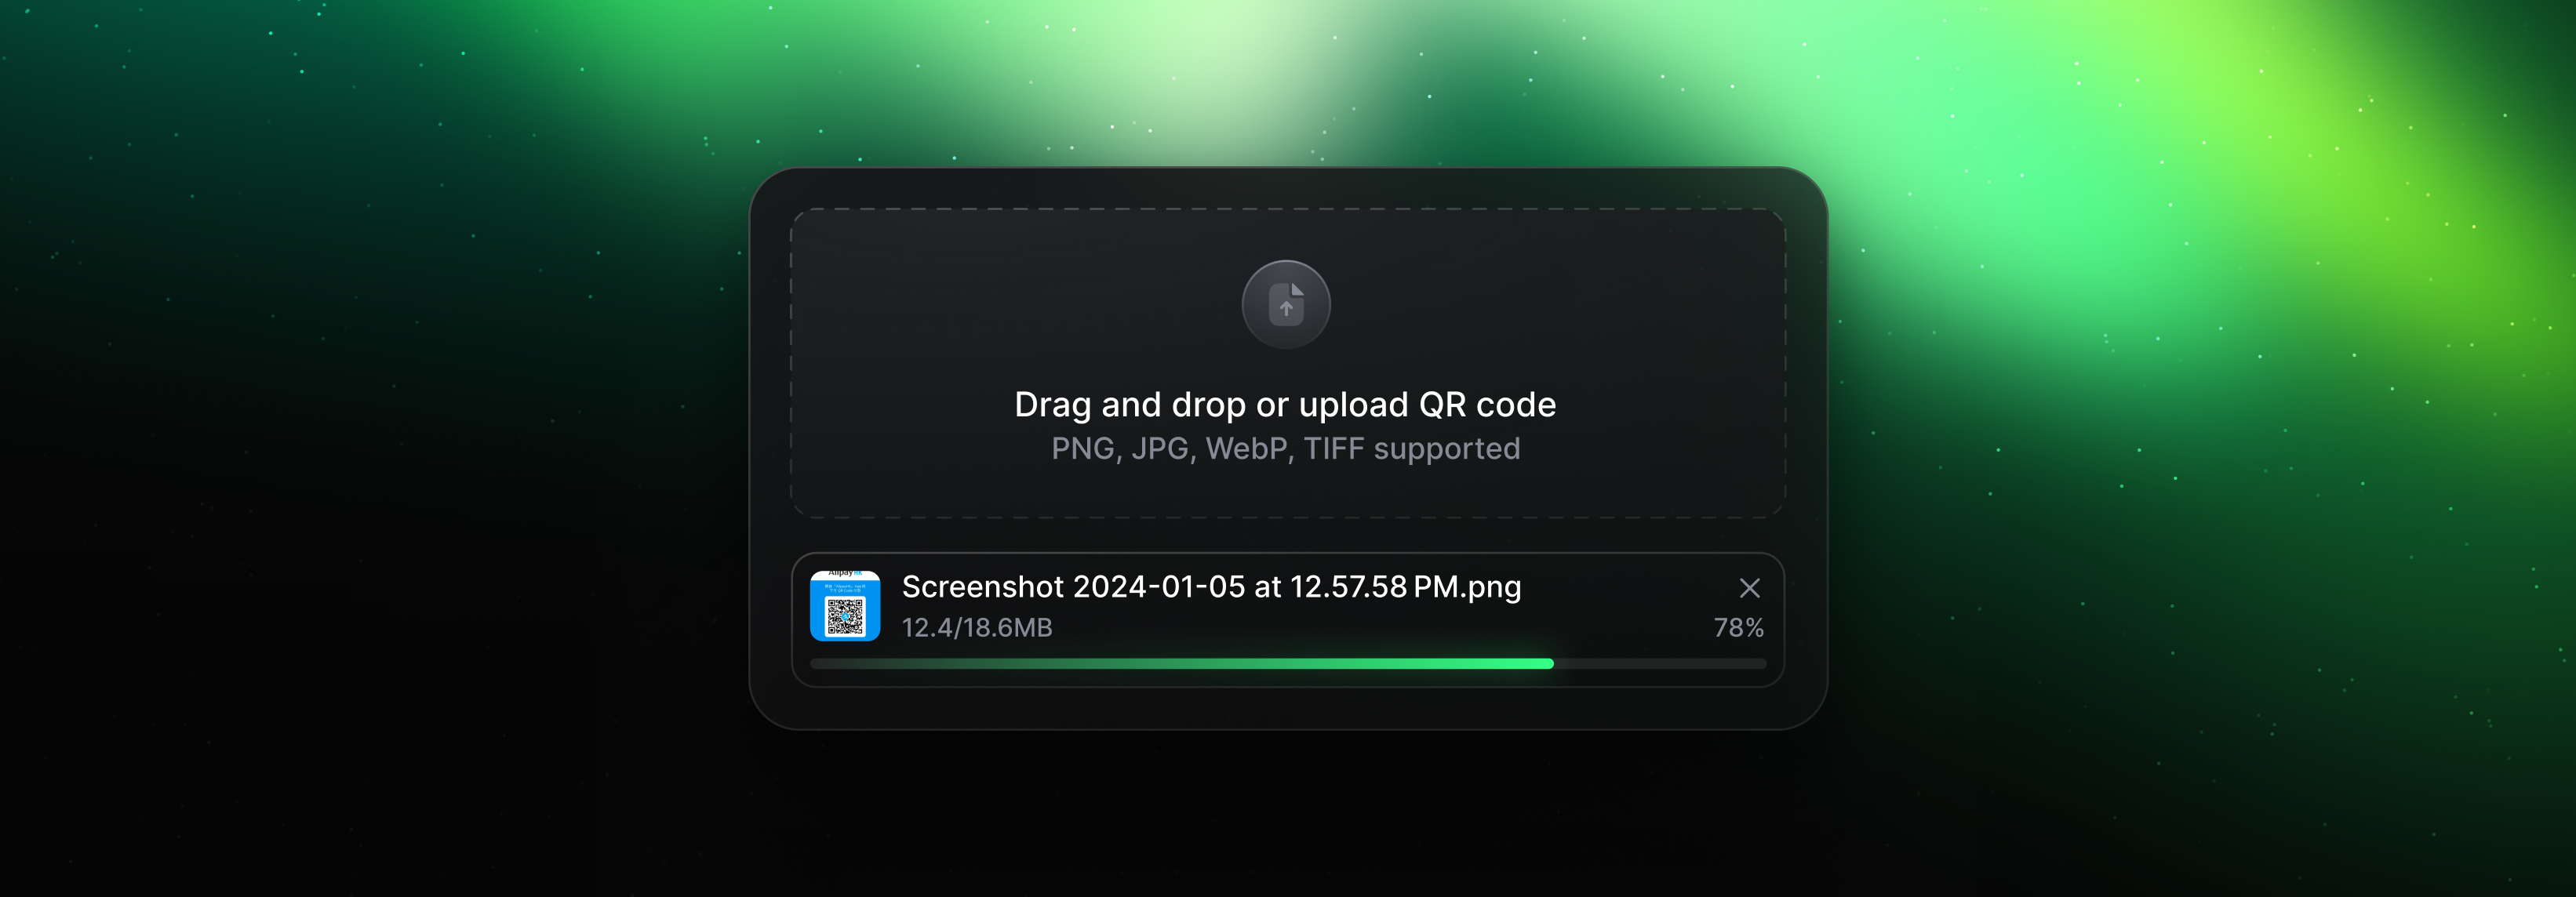 Drag and drop or upload QR code
PNG, JPG, WebP, TIFF supported
AlipayHK
Screenshot 2024-01-05 at 12.57.58 PM.png
12.4/18.6MB
78%